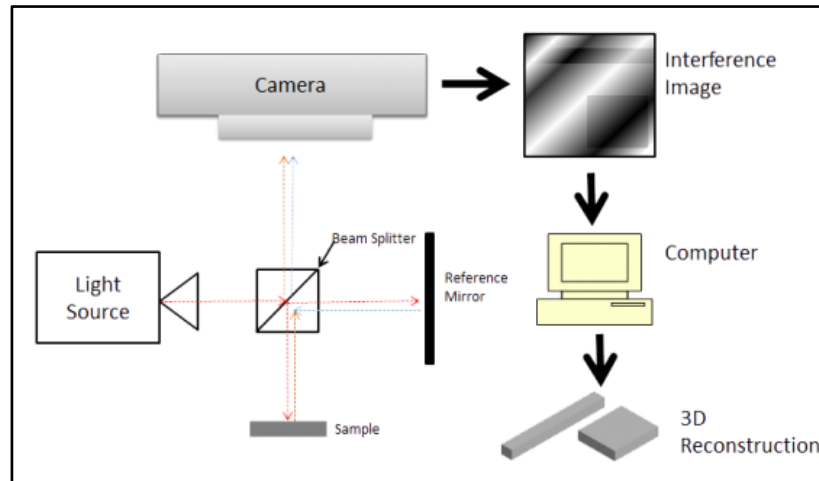 Camera
Interference
Image
Beam Splitter
Light
Source
Reference
Mirror
Computer
Sample
3D
Reconstruction